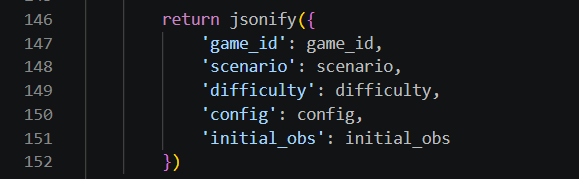 146 return jsonify({
147 'game_id': game_id,
148 'scenario': scenario,
149 'difficulty': difficulty,
150 'config': config,
151 'initial_obs': initial_obs
152 })